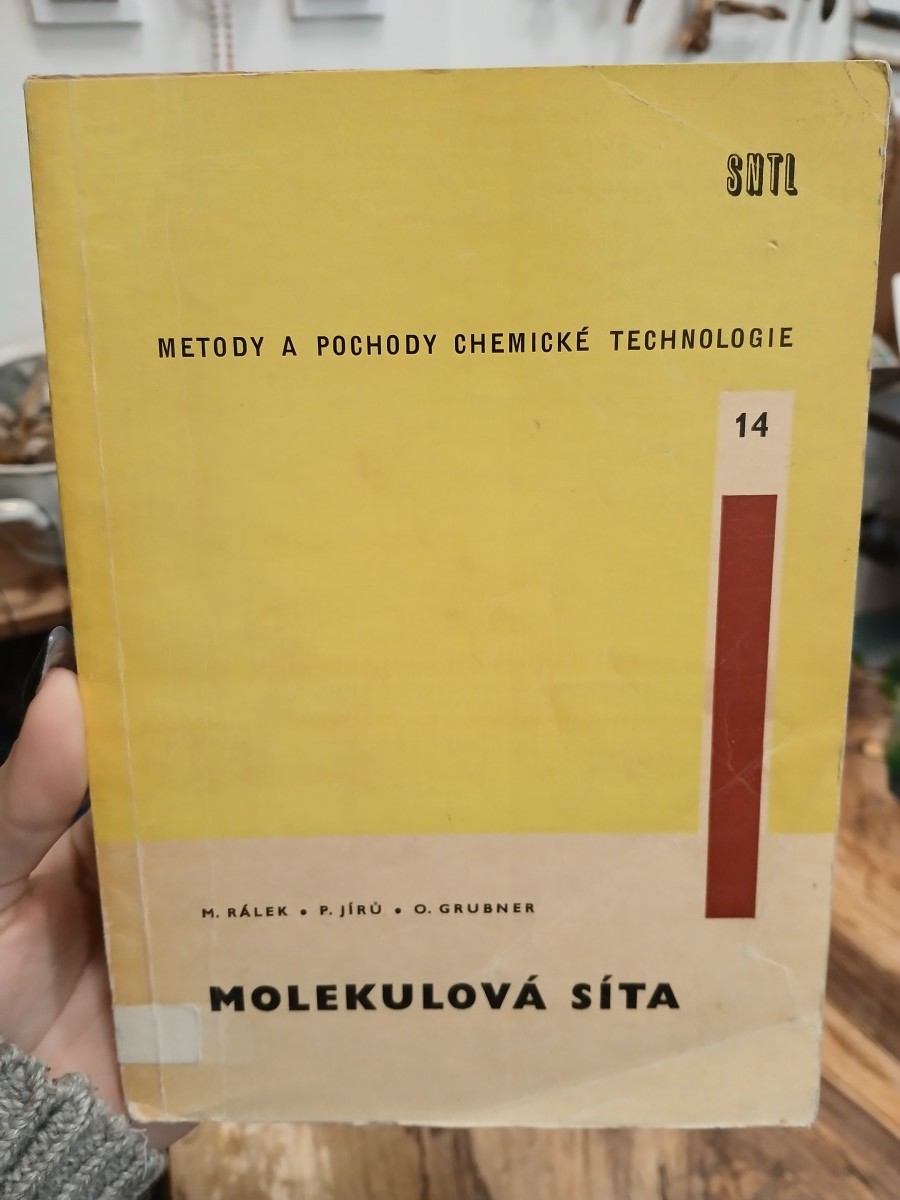 SNTL
METODY A POCHODY CHEMICKÉ TECHNOLOGIE
14
M. RÁLEK • P. JÍRŮ • O. GRUBNER
MOLEKULOVÁ SÍTA